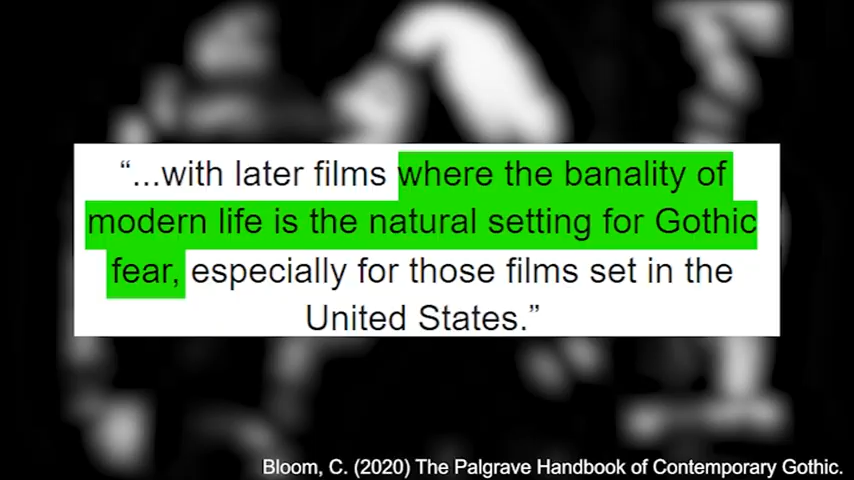 “...with later films where the banality of
modern life is the natural setting for Gothic
fear, especially for those films set in the
United States.”
Bloom, C. (2020) The Palgrave Handbook of Contemporary Gothic.